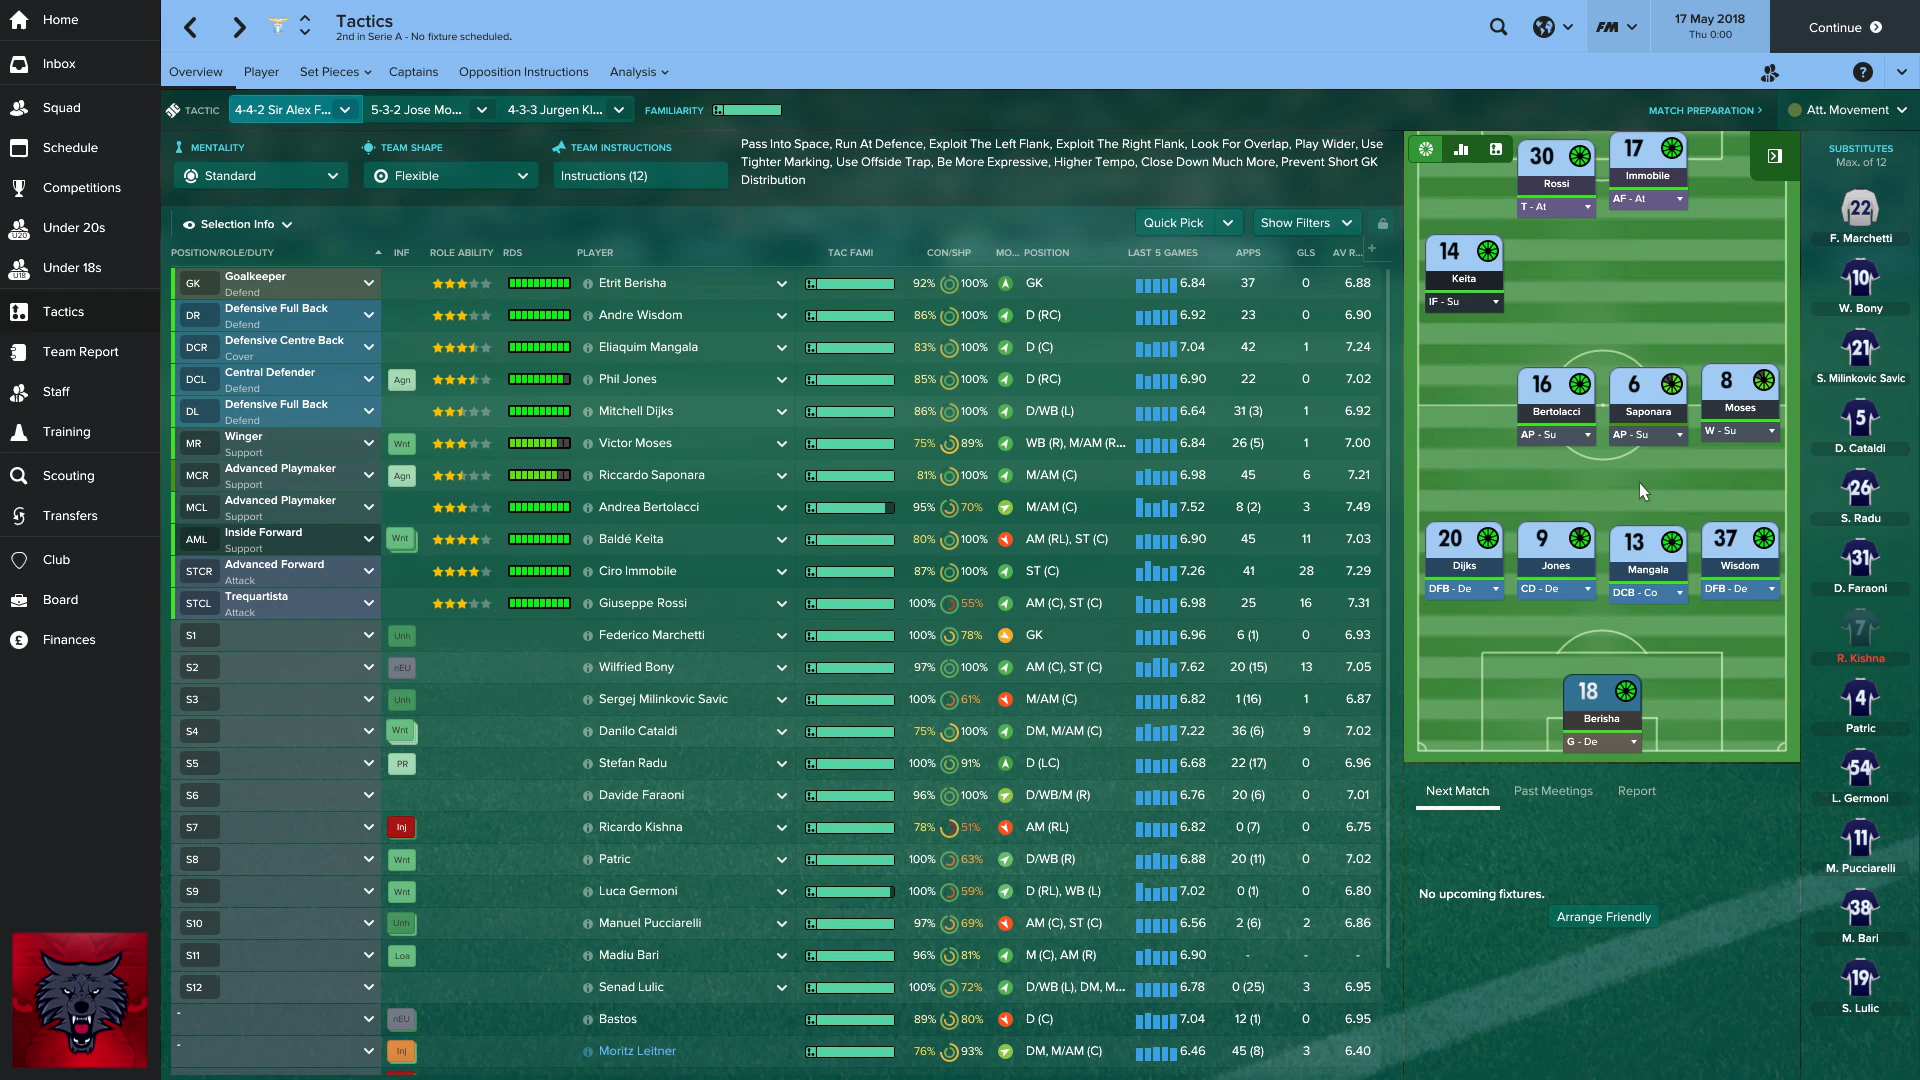 Home
Inbox
Squad
Schedule
Competitions
U20
Under 20s
U18
Under 18s
Tactics
Team Report
Staff
Training
Scouting
Transfers
Club
Board
Finances
Tactics
2nd in Serie A - No fixture scheduled.
FM
17 May 2018
Thu 0:00
Continue
Overview Player Set Pieces Captains Opposition Instructions Analysis
TACTIC 4-4-2 Sir Alex F... 5-3-2 Jose Mo... 4-3-3 Jurgen Kl... FAMILIARITY MATCH PREPARATION > Att. Movement
MENTALITY
Standard
TEAM SHAPE
Flexible
TEAM INSTRUCTIONS
Instructions (12)
Pass Into Space, Run At Defence, Exploit The Left Flank, Exploit The Right Flank, Look For Overlap, Play Wider, Use
Tighter Marking, Use Offside Trap, Be More Expressive, Higher Tempo, Close Down Much More, Prevent Short GK
Distribution
Selection Info Quick Pick Show Filters
POSITION/ROLE/DUTY INF ROLE ABILITY RDS PLAYER TAC FAMI CON/SHP MO... POSITION LAST 5 GAMES APPS GLS AV R...
GK Goalkeeper Defend Etrit Berisha 92% 100% GK 6.84 37 0 6.88
DR Defensive Full Back Defend Andre Wisdom 86% 100% D (RC) 6.92 23 0 6.90
DCR Defensive Centre Back Cover Eliaquim Mangala 83% 100% D (C) 7.04 42 1 7.24
DCL Central Defender Defend Agn Phil Jones 85% 100% D (RC) 6.90 22 0 7.02
DL Defensive Full Back Defend Mitchell Dijks 86% 100% D/WB (L) 6.64 31 (3) 1 6.92
MR Winger Support Wnt Victor Moses 75% 89% WB (R), M/AM (R... 6.84 26 (5) 1 7.00
MCR Advanced Playmaker Support Agn Riccardo Saponara 81% 100% M/AM (C) 6.98 45 6 7.21
MCL Advanced Playmaker Support Andrea Bertolacci 95% 70% M/AM (C) 7.52 8 (2) 3 7.49
AML Inside Forward Support Wnt Baldé Keita 80% 100% AM (RL), ST (C) 6.90 45 11 7.03
STCR Advanced Forward Attack Ciro Immobile 87% 100% ST (C) 7.26 41 28 7.29
STCL Trequartista Attack Giuseppe Rossi 100% 55% AM (C), ST (C) 6.98 25 16 7.31
S1 Unh Federico Marchetti 100% 78% GK 6.96 6 (1) 0 6.93
S2 nEU Wilfried Bony 97% 100% AM (C), ST (C) 7.62 20 (15) 13 7.05
S3 Unh Sergej Milinkovic Savic 100% 61% M/AM (C) 6.82 1 (16) 1 6.87
S4 Wnt Danilo Cataldi 75% 100% DM, M/AM (C) 7.22 36 (6) 9 7.02
S5 PR Stefan Radu 100% 91% D (LC) 6.68 22 (17) 0 6.96
S6 Davide Faraoni 96% 100% D/WB/M (R) 6.76 20 (6) 0 7.01
S7 Inj Ricardo Kishna 78% 51% AM (RL) 6.82 0 (7) 0 6.75
S8 Wnt Patric 100% 63% D/WB (R) 6.88 20 (11) 0 7.02
S9 Wnt Luca Germoni 100% 59% D (RL), WB (L) 7.02 0 (1) 0 6.80
S10 Unh Manuel Pucciarelli 97% 69% AM (C), ST (C) 6.56 2 (6) 2 6.86
S11 Loa Madiu Bari 96% 81% M (C), AM (R) 6.90 - - -
S12 Senad Lulic 100% 72% D/WB (L), DM, M... 6.78 0 (25) 3 6.95
- nEU Bastos 89% 80% D (C) 7.04 12 (1) 0 6.95
- Inj Moritz Leitner 76% 93% DM, M/AM (C) 6.46 45 (8) 3 6.40
30 Rossi T - At
17 Immobile AF - At
14 Keita IF - Su
16 Bertolacci AP - Su
6 Saponara AP - Su
8 Moses W - Su
20 Dijks DFB - De
9 Jones CD - De
13 Mangala DCB - Co
37 Wisdom DFB - De
18 Berisha G - De
Next Match Past Meetings Report
No upcoming fixtures.
Arrange Friendly
SUBSTITUTES
Max. of 12
22
F. Marchetti
10
W. Bony
21
S. Milinkovic Savic
5
D. Cataldi
26
S. Radu
31
D. Faraoni
7
R. Kishna
4
Patric
54
L. Germoni
11
M. Pucciarelli
38
M. Bari
19
S. Lulic